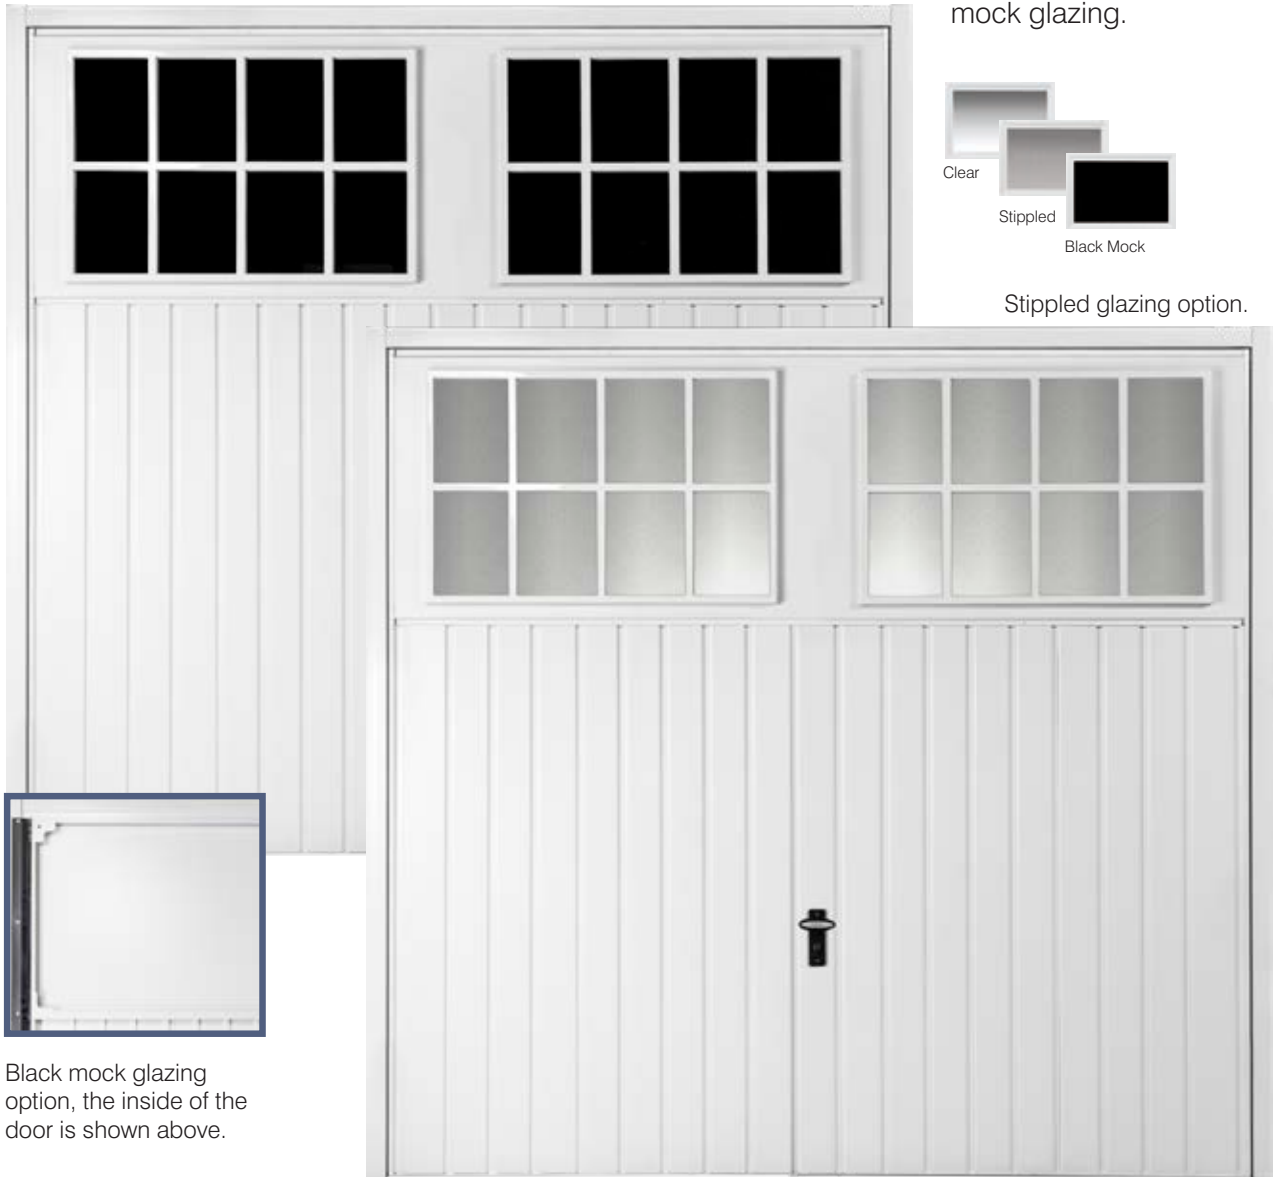 mock glazing.
Clear
Stippled
Black Mock
Stippled glazing option.
Black mock glazing
option, the inside of the
door is shown above.